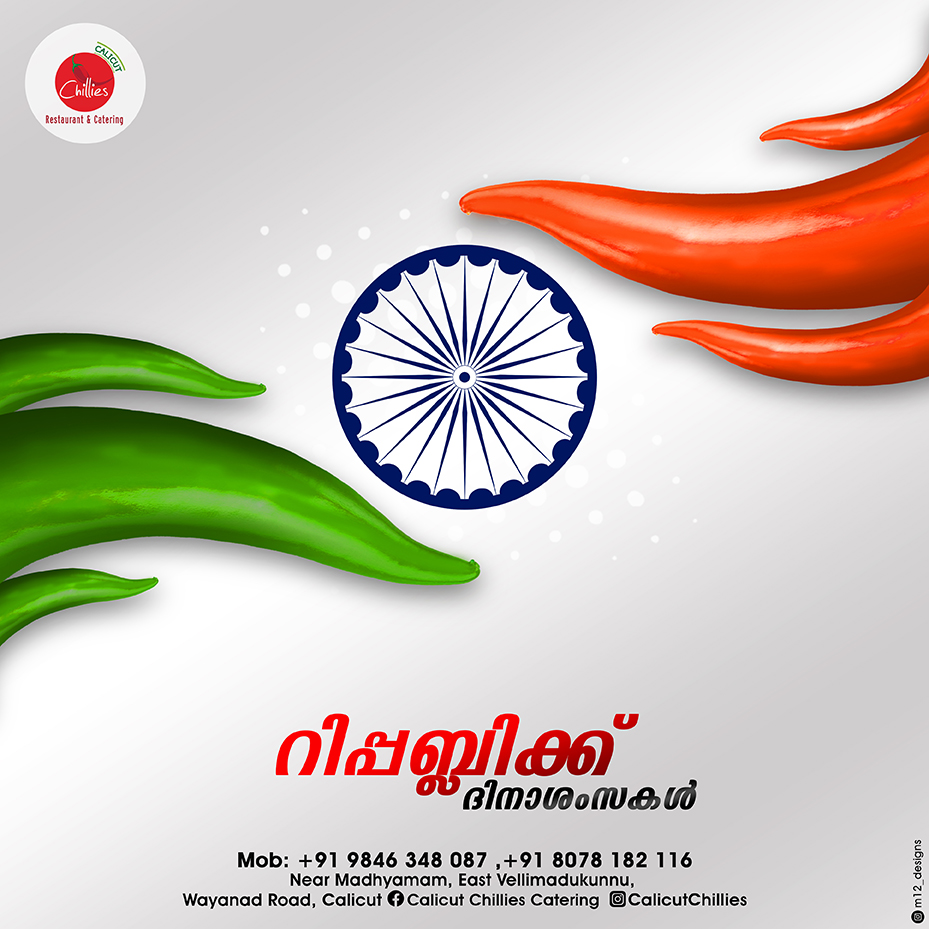 CALICUT
Chillies
Restaurant & Catering
റിപ്പബ്ലിക്ക്
ദിനാശംസകൾ
Mob: +91 9846 348 087 ,+91 8078 182 116
Near Madhyamam, East Vellimadukunnu,
Wayanad Road, Calicut Calicut Chillies Catering CalicutChillies
m12_designs